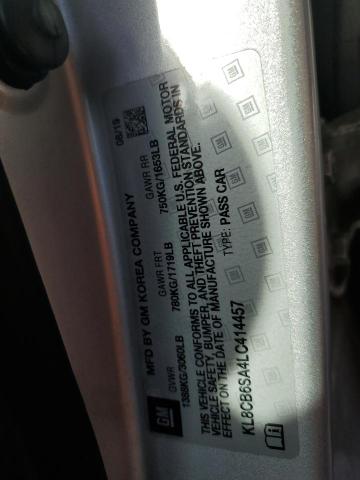 MFD BY GM KOREA COMPANY 08/19
GVWR GAWR FRT GAWR RR
1388KG/3060LB 780KG/1719LB 750KG/1653LB
THIS VEHICLE CONFORMS TO ALL APPLICABLE U.S. FEDERAL MOTOR
VEHICLE SAFETY, BUMPER, AND THEFT PREVENTION STANDARDS IN
EFFECT ON THE DATE OF MANUFACTURE SHOWN ABOVE.
KL8CB6SA4LC414457 TYPE: PASS CAR
GM